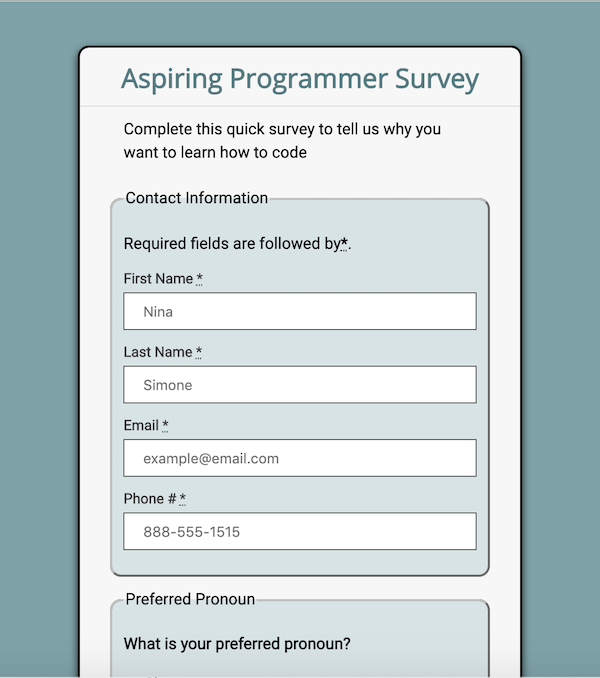 Aspiring Programmer Survey
Complete this quick survey to tell us why you
want to learn how to code
Contact Information
Required fields are followed by*.
First Name *
Nina
Last Name *
Simone
Email *
example@email.com
Phone # *
888-555-1515
Preferred Pronoun
What is your preferred pronoun?